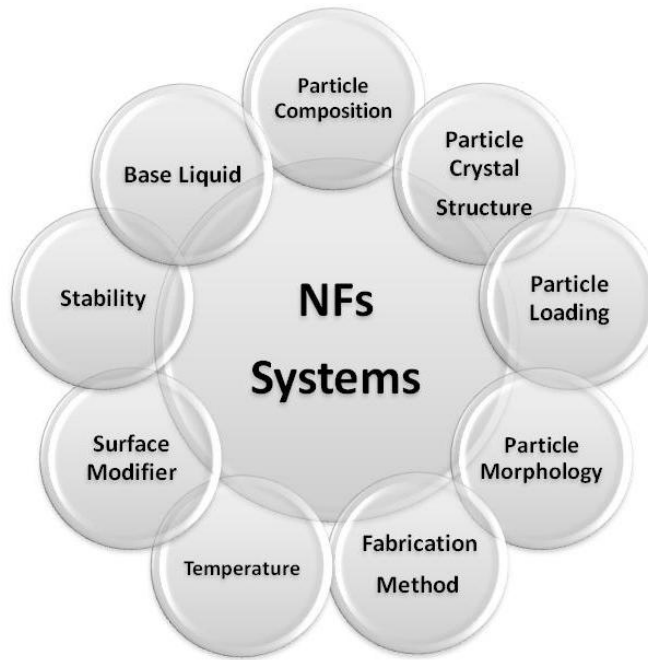 Particle
Composition
Particle
Crystal
Structure
Particle
Loading
Particle
Morphology
Fabrication
Method
Temperature
Surface
Modifier
Stability
Base Liquid
NFs
Systems